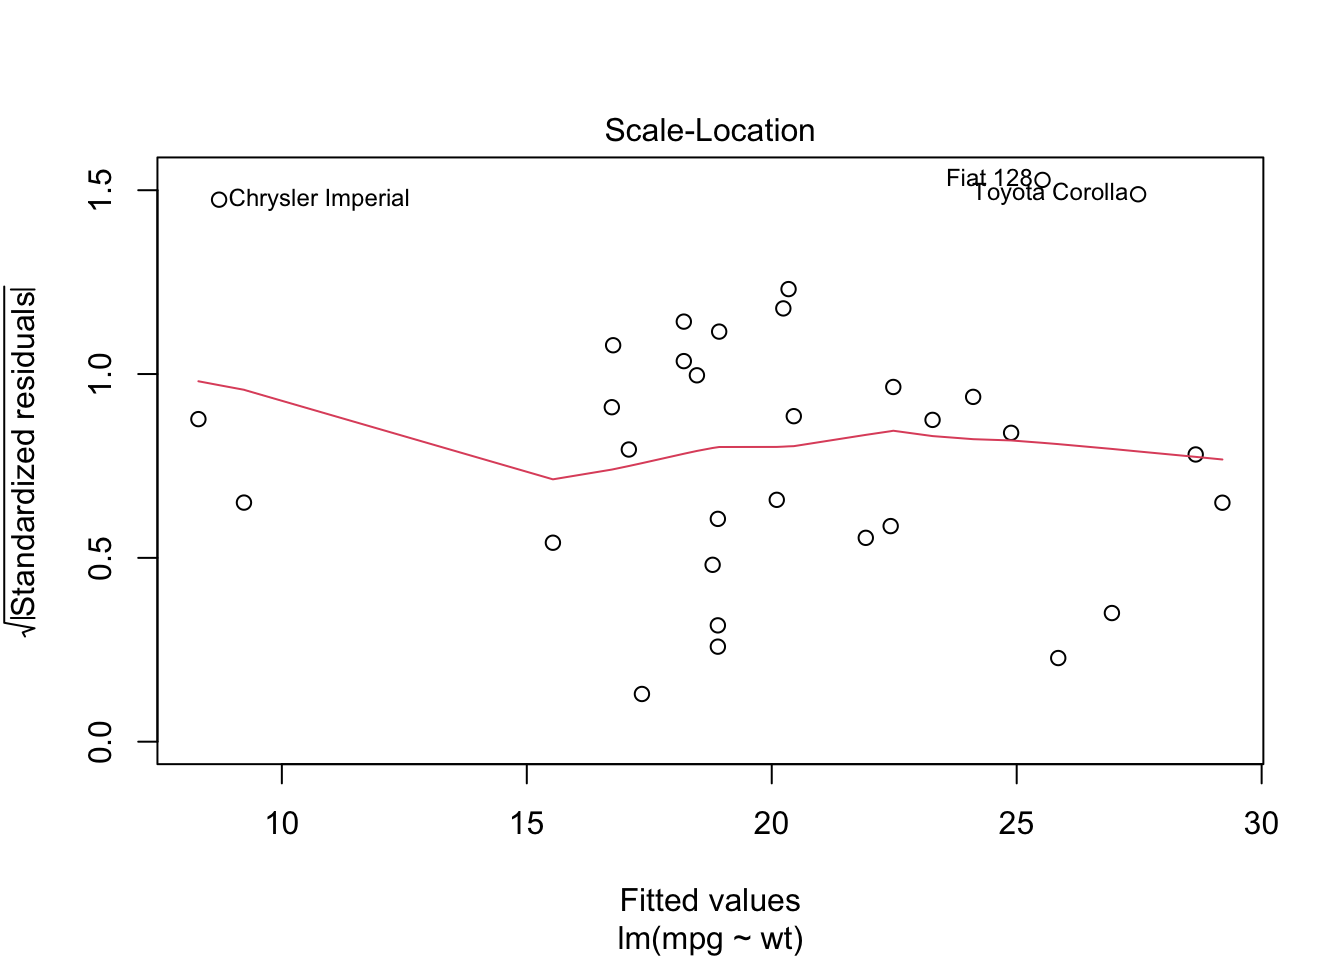 Scale-Location
√|Standardized residuals|
1.5
1.0
0.5
0.0
Chrysler Imperial
Fiat 128
Toyota Corolla
10 15 20 25 30
Fitted values
lm(mpg ~ wt)